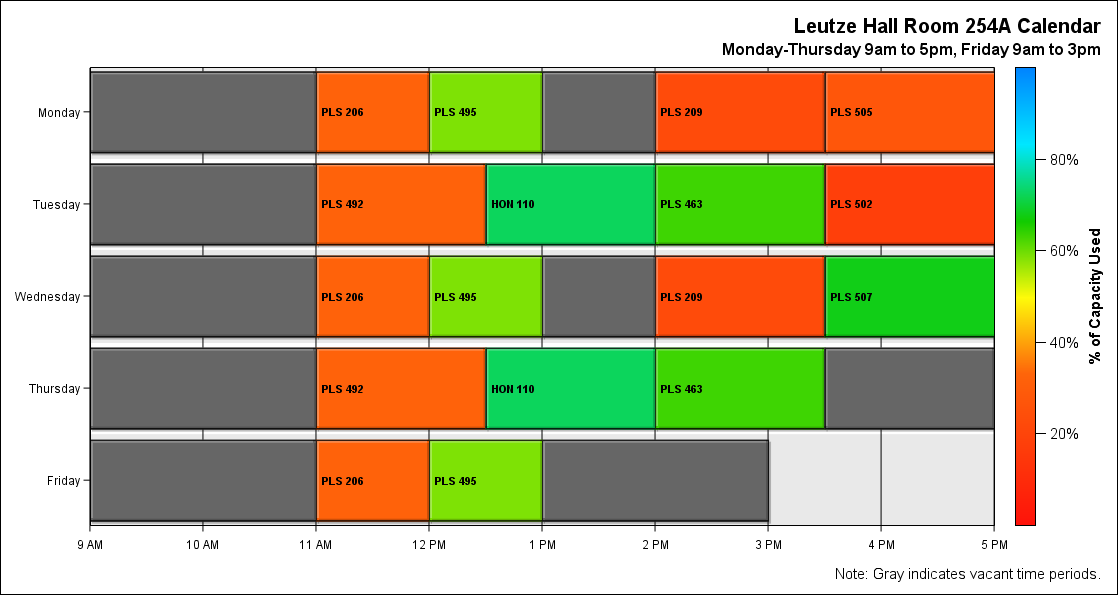 Leutze Hall Room 254A Calendar
Monday-Thursday 9am to 5pm, Friday 9am to 3pm
Monday
PLS 206
PLS 495
PLS 209
PLS 505
Tuesday
PLS 492
HON 110
PLS 463
PLS 502
Wednesday
PLS 206
PLS 495
PLS 209
PLS 507
Thursday
PLS 492
HON 110
PLS 463
Friday
PLS 206
PLS 495
9 AM
10 AM
11 AM
12 PM
1 PM
2 PM
3 PM
4 PM
5 PM
80%
60%
40%
20%
% of Capacity Used
Note: Gray indicates vacant time periods.